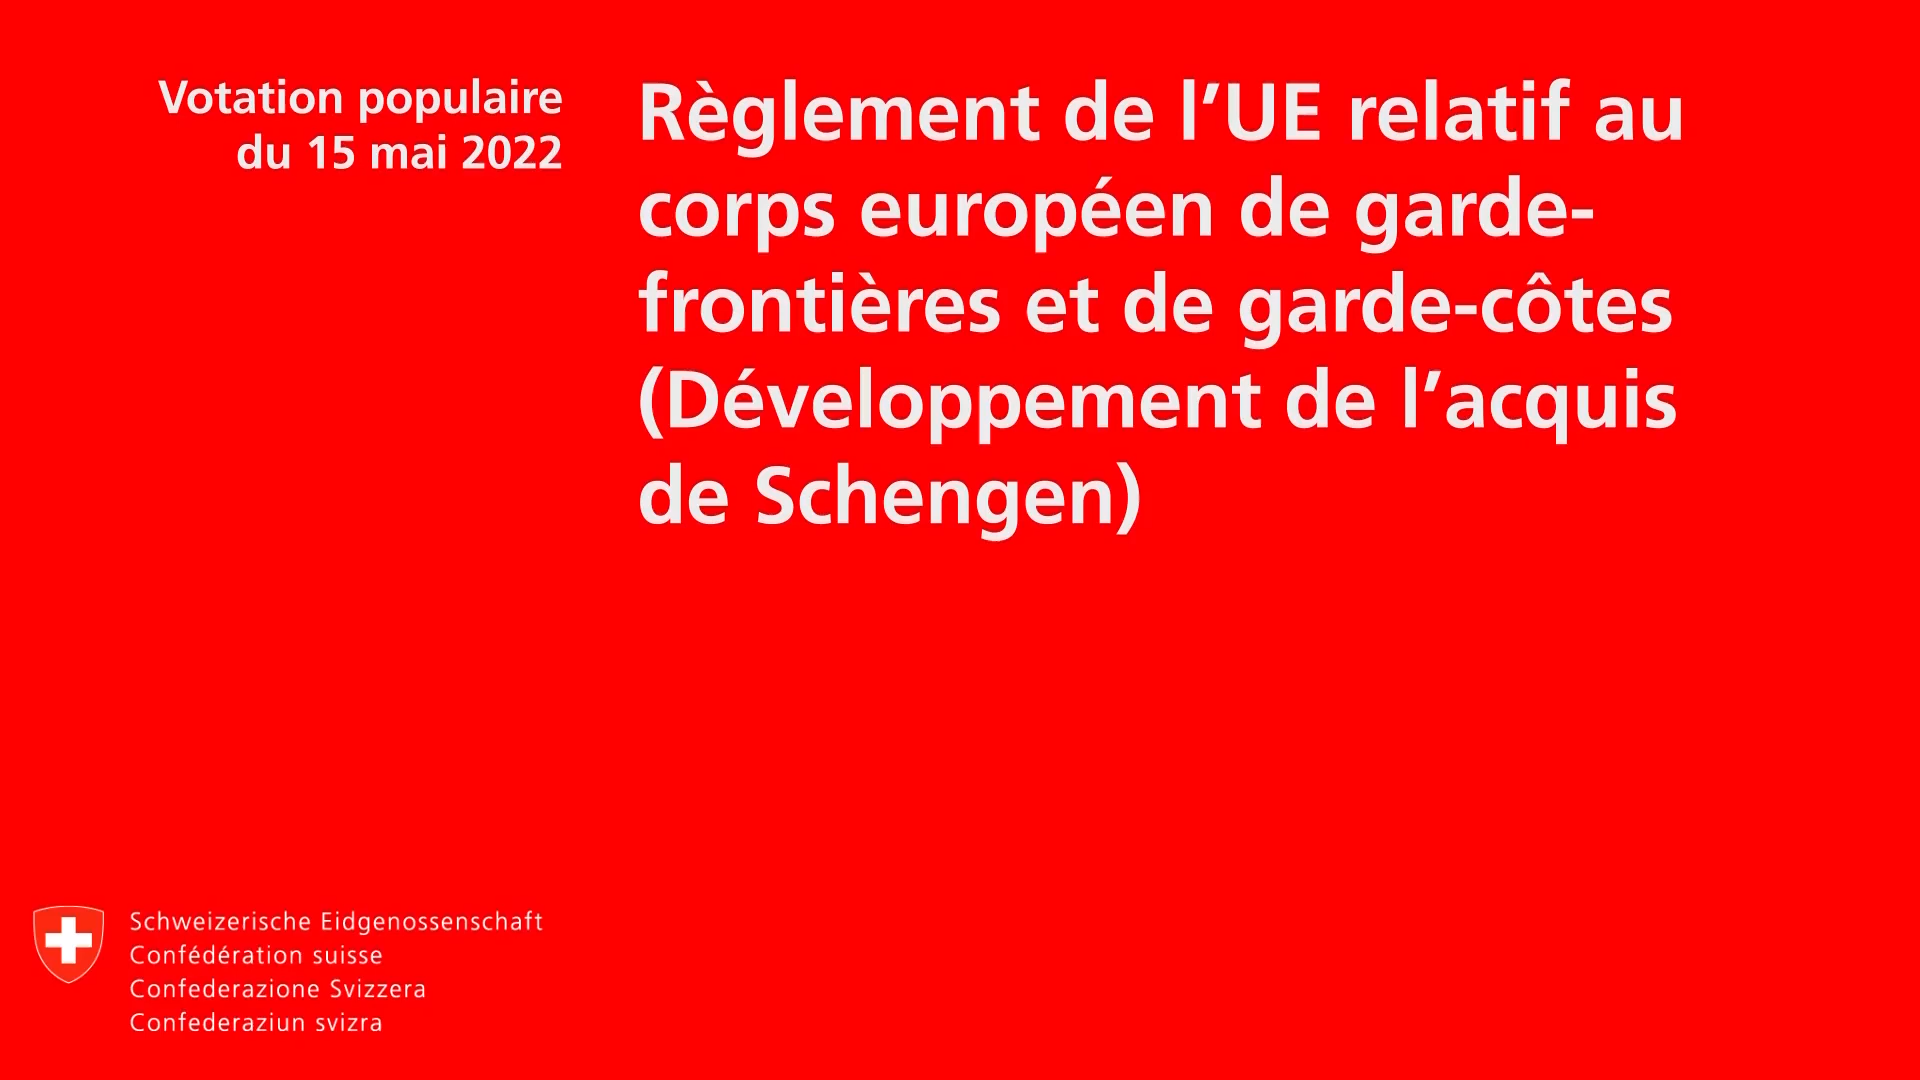 Votation populaire
du 15 mai 2022
Règlement de l’UE relatif au
corps européen de garde-
frontières et de garde-côtes
(Développement de l’acquis
de Schengen)
Schweizerische Eidgenossenschaft
Confédération suisse
Confederazione Svizzera
Confederaziun svizra